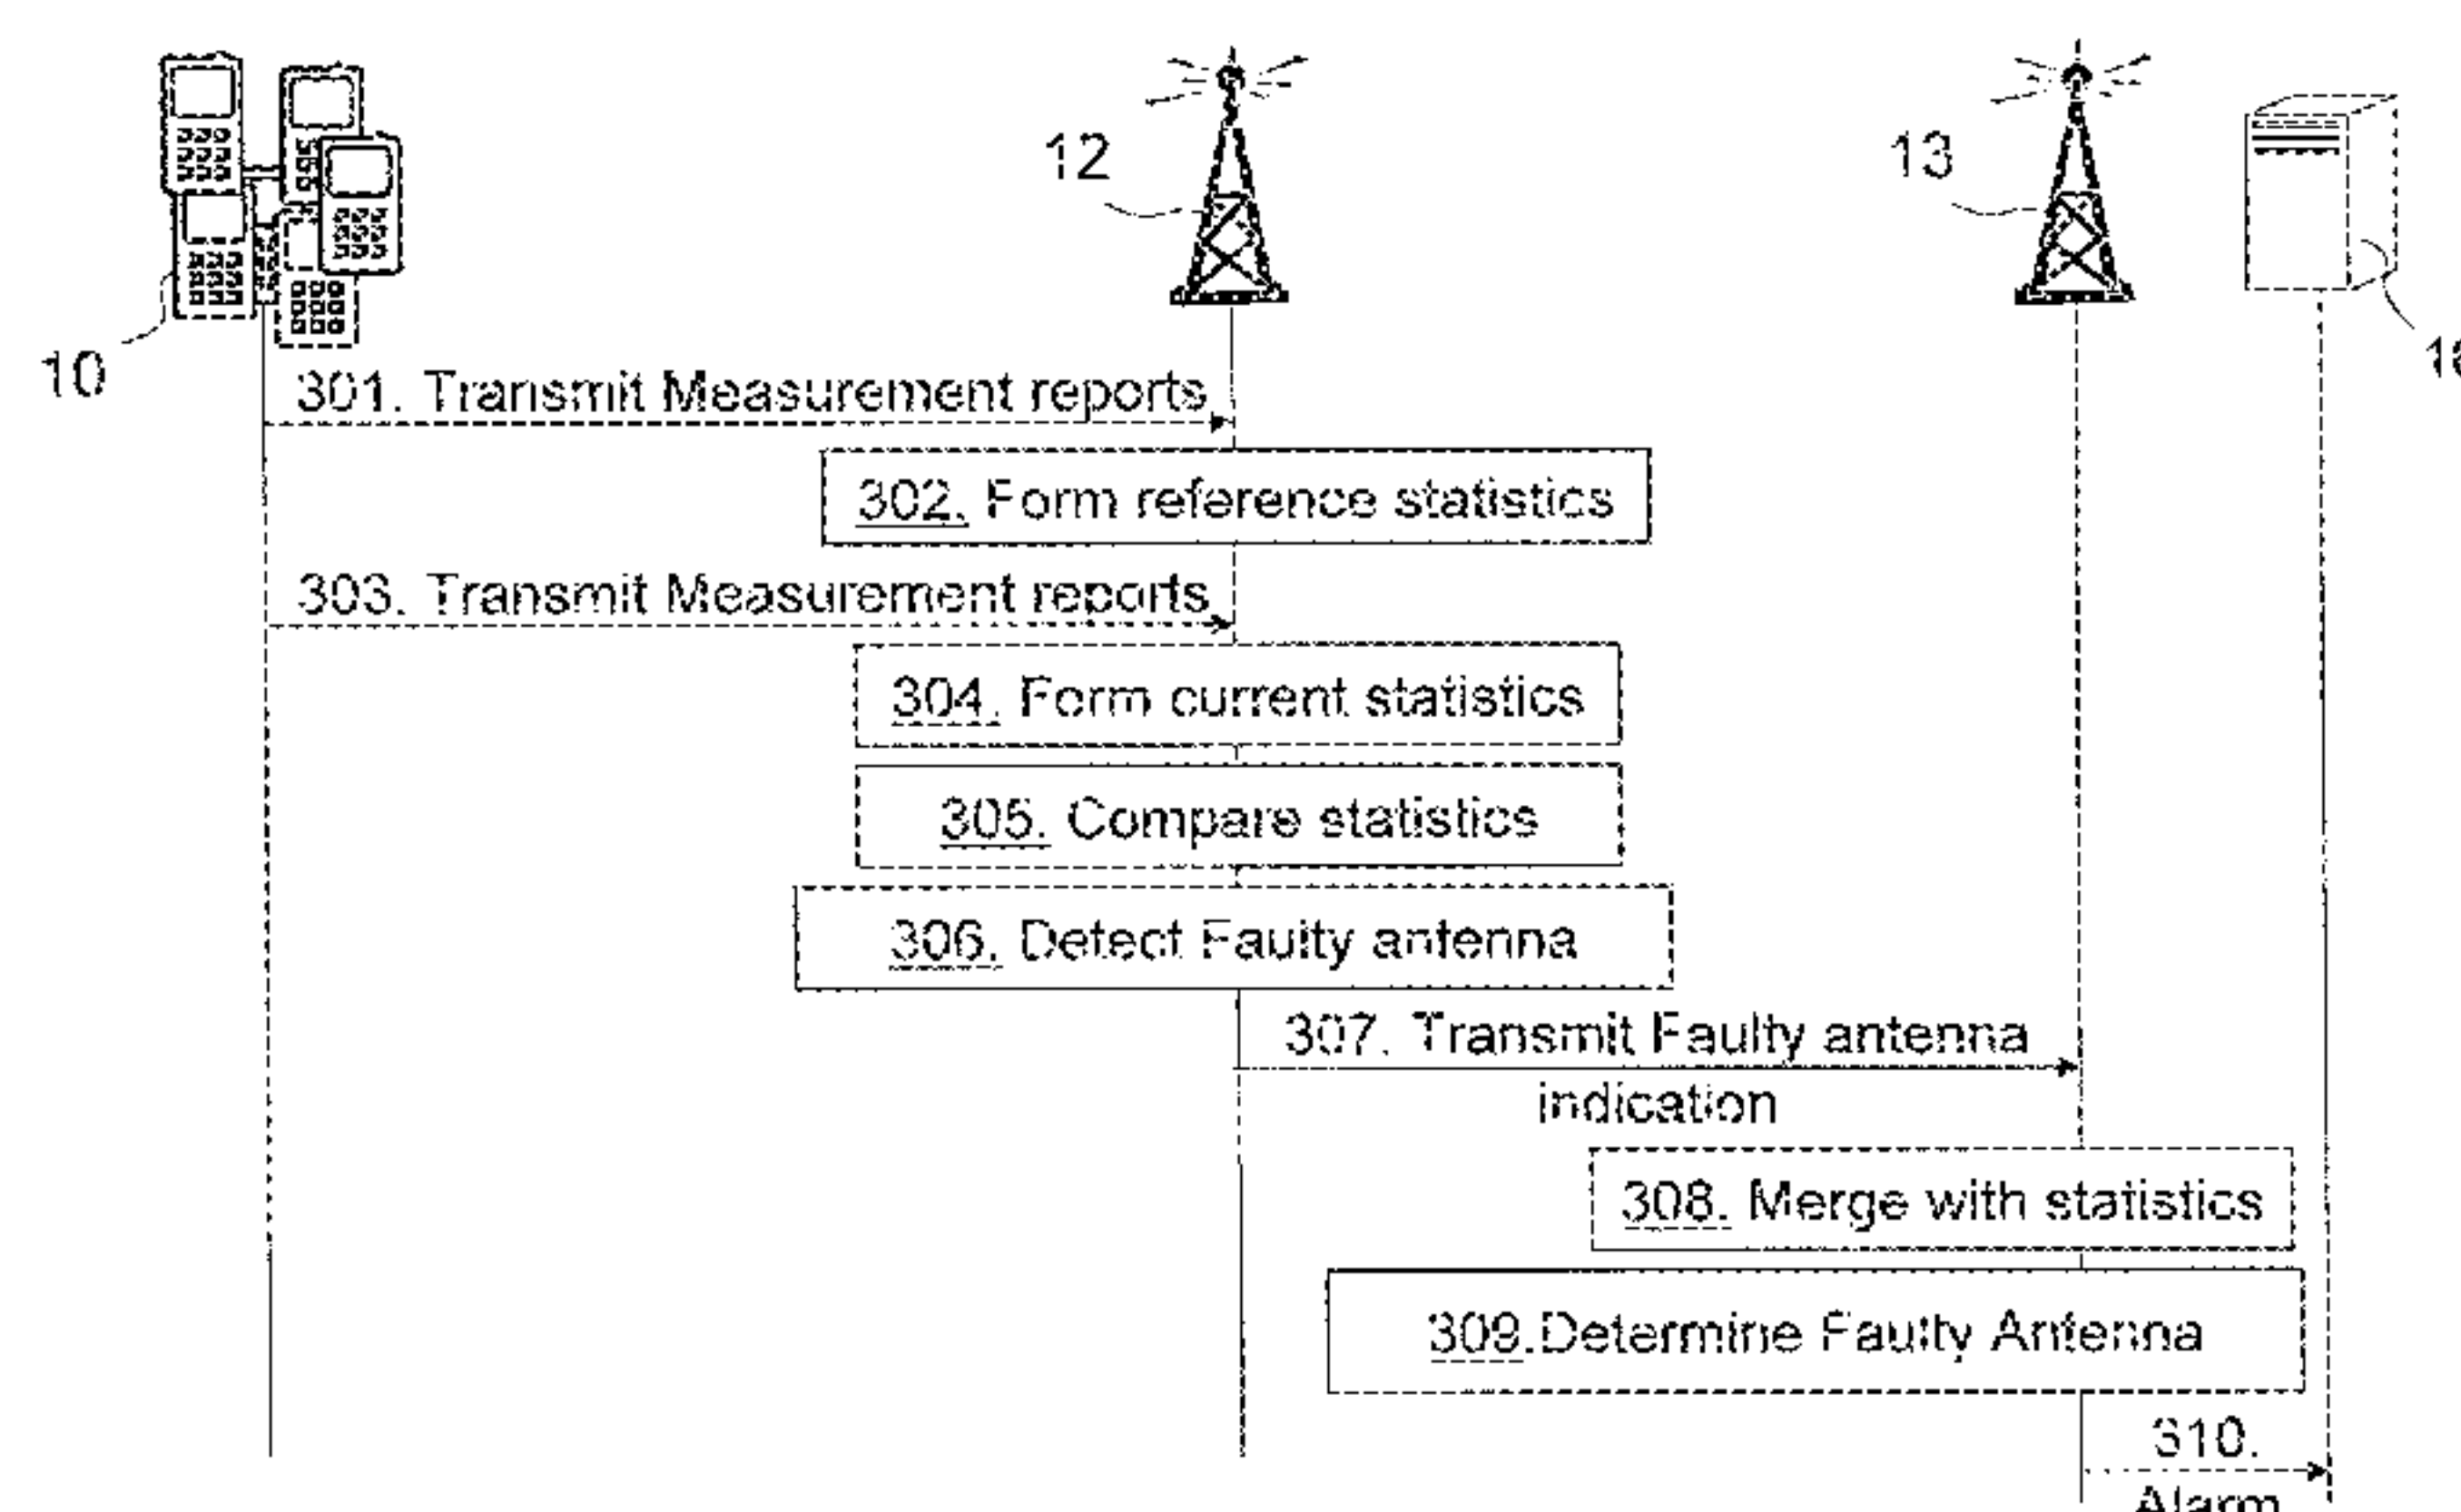 12
13
10
301. Transmit Measurement reports
302. Form reference statistics
303. Transmit Measurement reports
304. Form current statistics
305. Compare statistics
306. Detect Faulty antenna
307. Transmit Faulty antenna
indication
308. Merge with statistics
309.Determine Faulty Antenna
310.
Alarm